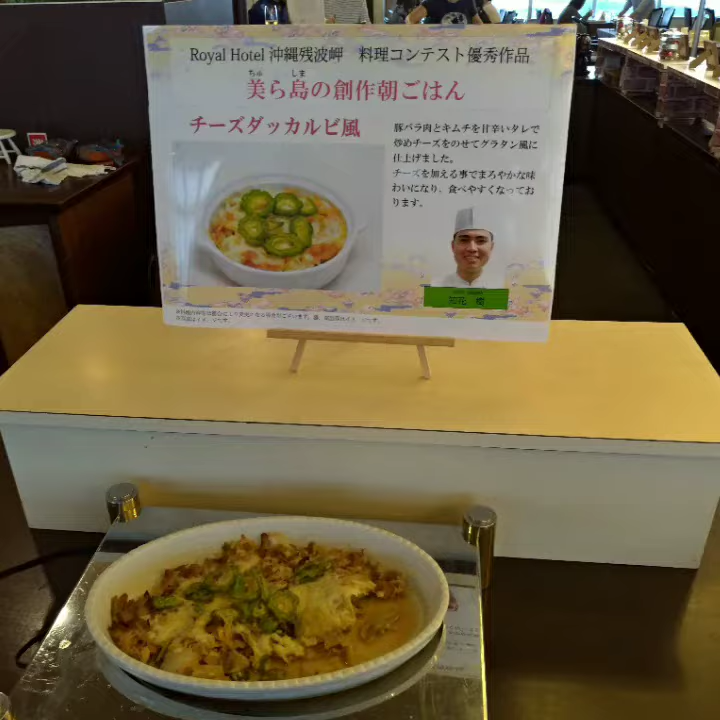 Royal Hotel 沖縄残波岬　料理コンテスト優秀作品
ちゅ　しま
美ら島の創作朝ごはん
チーズダッカルビ風
豚バラ肉とキムチを甘辛いタレで
炒めチーズをのせてグラタン風に
仕上げました。
チーズを加える事でまろやかな味
わいになり、食べやすくなってお
ります。
知花